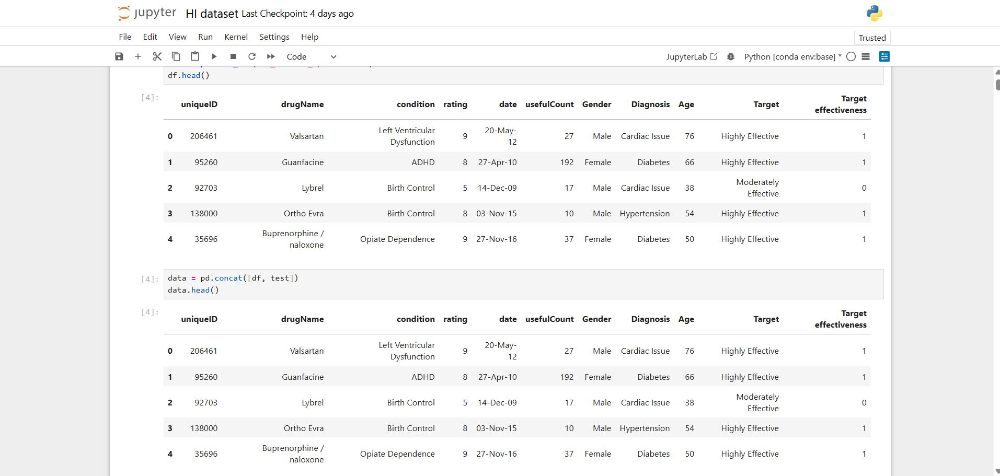 jupyter HI dataset Last Checkpoint: 4 days ago
File Edit View Run Kernel Settings Help
Trusted
Code JupyterLab Python [conda env:base] *
df.head()
[4]:
uniqueID drugName condition rating date usefulCount Gender Diagnosis Age Target Target effectiveness
0 206461 Valsartan Left Ventricular Dysfunction 9 20-May-12 27 Male Cardiac Issue 76 Highly Effective 1
1 95260 Guanfacine ADHD 8 27-Apr-10 192 Female Diabetes 66 Highly Effective 1
2 92703 Lybrel Birth Control 5 14-Dec-09 17 Male Cardiac Issue 38 Moderately Effective 0
3 138000 Ortho Evra Birth Control 8 03-Nov-15 10 Male Hypertension 54 Highly Effective 1
4 35696 Buprenorphine / naloxone Opiate Dependence 9 27-Nov-16 37 Female Diabetes 50 Highly Effective 1
[4]: data = pd.concat([df, test])
data.head()
[4]:
uniqueID drugName condition rating date usefulCount Gender Diagnosis Age Target Target effectiveness
0 206461 Valsartan Left Ventricular Dysfunction 9 20-May-12 27 Male Cardiac Issue 76 Highly Effective 1
1 95260 Guanfacine ADHD 8 27-Apr-10 192 Female Diabetes 66 Highly Effective 1
2 92703 Lybrel Birth Control 5 14-Dec-09 17 Male Cardiac Issue 38 Moderately Effective 0
3 138000 Ortho Evra Birth Control 8 03-Nov-15 10 Male Hypertension 54 Highly Effective 1
4 35696 Buprenorphine / naloxone Opiate Dependence 9 27-Nov-16 37 Female Diabetes 50 Highly Effective 1